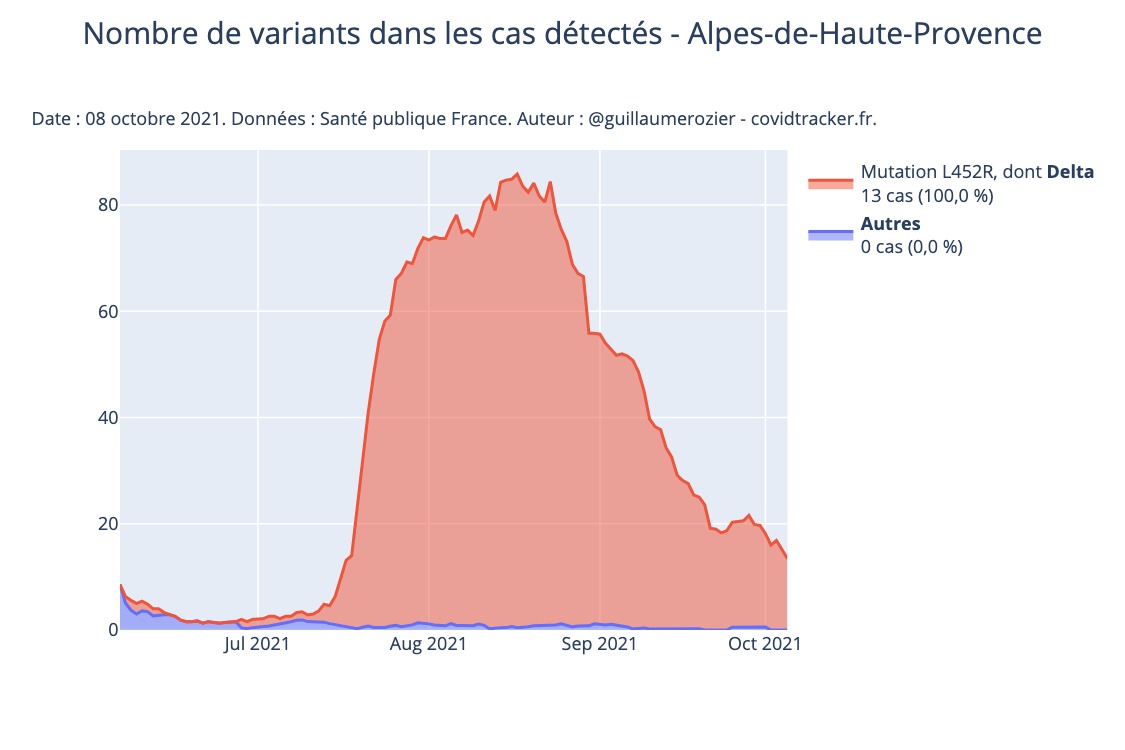 Nombre de variants dans les cas détectés - Alpes-de-Haute-Provence
Date : 08 octobre 2021. Données : Santé publique France. Auteur : @guillaumerozier - covidtracker.fr.
Mutation L452R, dont Delta
13 cas (100,0 %)
Autres
0 cas (0,0 %)
80
60
40
20
0
Jul 2021
Aug 2021
Sep 2021
Oct 2021